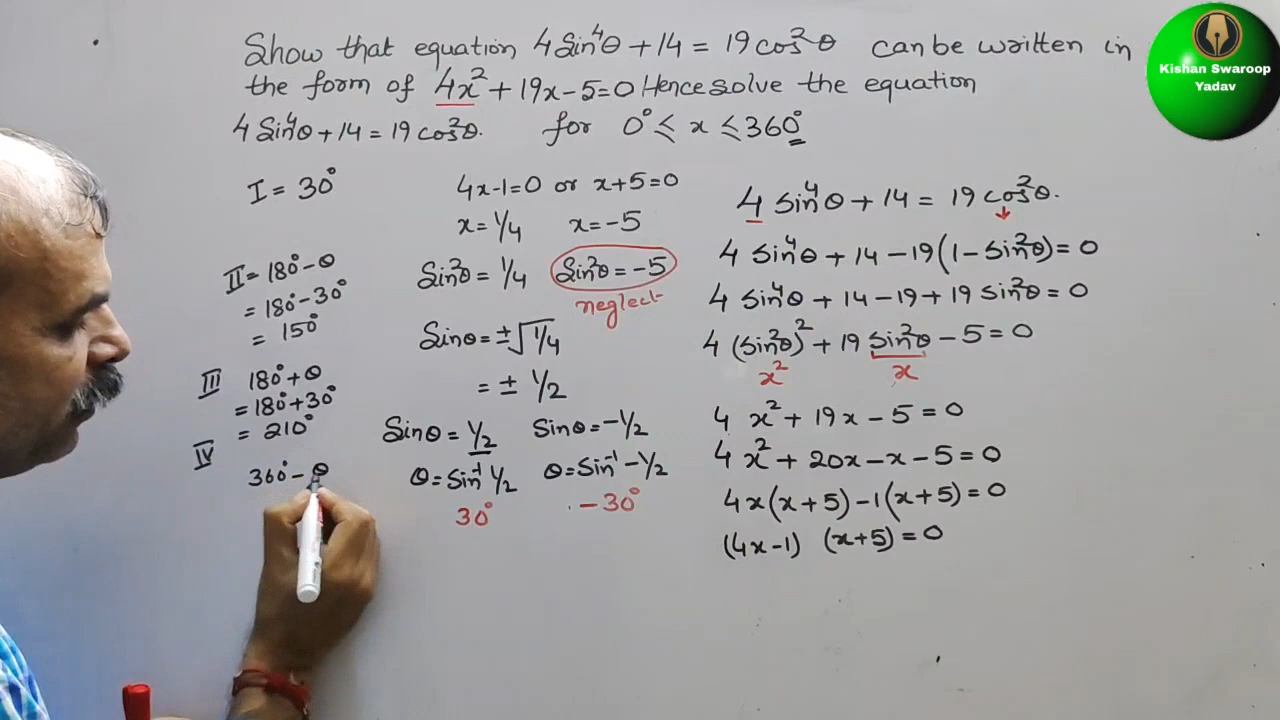 Show that equation 4 Sin⁴θ + 14 = 19 cos²θ can be written in
the form of 4x² + 19x - 5 = 0 Hence solve the equation
4 Sin⁴θ + 14 = 19 cos²θ. for 0° ≤ x ≤ 360°
Kishan Swaroop
Yadav
I = 30°
II = 180° - θ
= 180° - 30°
= 150°
III 180° + θ
= 180° + 30°
= 210°
IV
360° - θ
4x - 1 = 0 or x + 5 = 0
x = 1/4 x = -5
Sin²θ = 1/4 Sin²θ = -5
neglect
Sinθ = ±√1/4
= ± 1/2
Sinθ = 1/2 Sinθ = -1/2
θ = Sin⁻¹ 1/2 θ = Sin⁻¹ -1/2
30° -30°
4 Sin⁴θ + 14 = 19 cos²θ.
4 Sin⁴θ + 14 - 19(1 - Sin²θ) = 0
4 Sin⁴θ + 14 - 19 + 19 Sin²θ = 0
4 (Sin²θ)² + 19 Sin²θ - 5 = 0
x² x
4 x² + 19x - 5 = 0
4 x² + 20x - x - 5 = 0
4x(x + 5) - 1(x + 5) = 0
(4x - 1) (x + 5) = 0